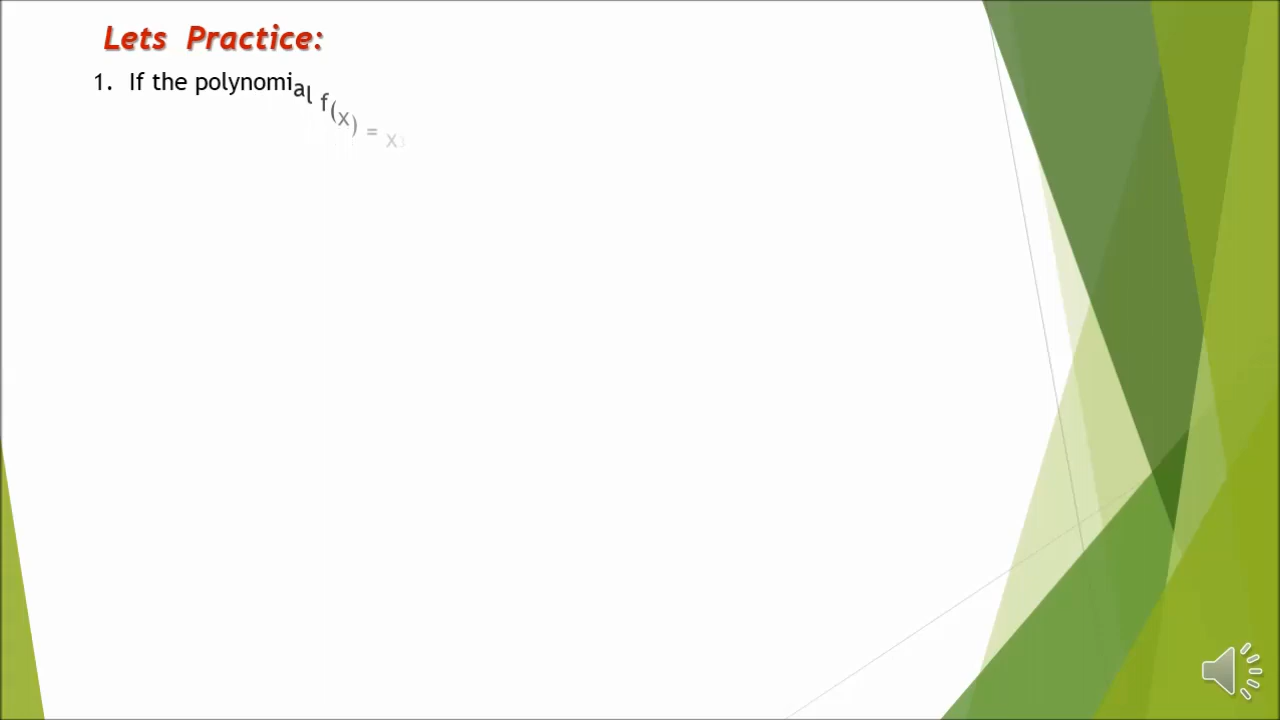 Lets Practice:
1. If the polynomial f(x) = x